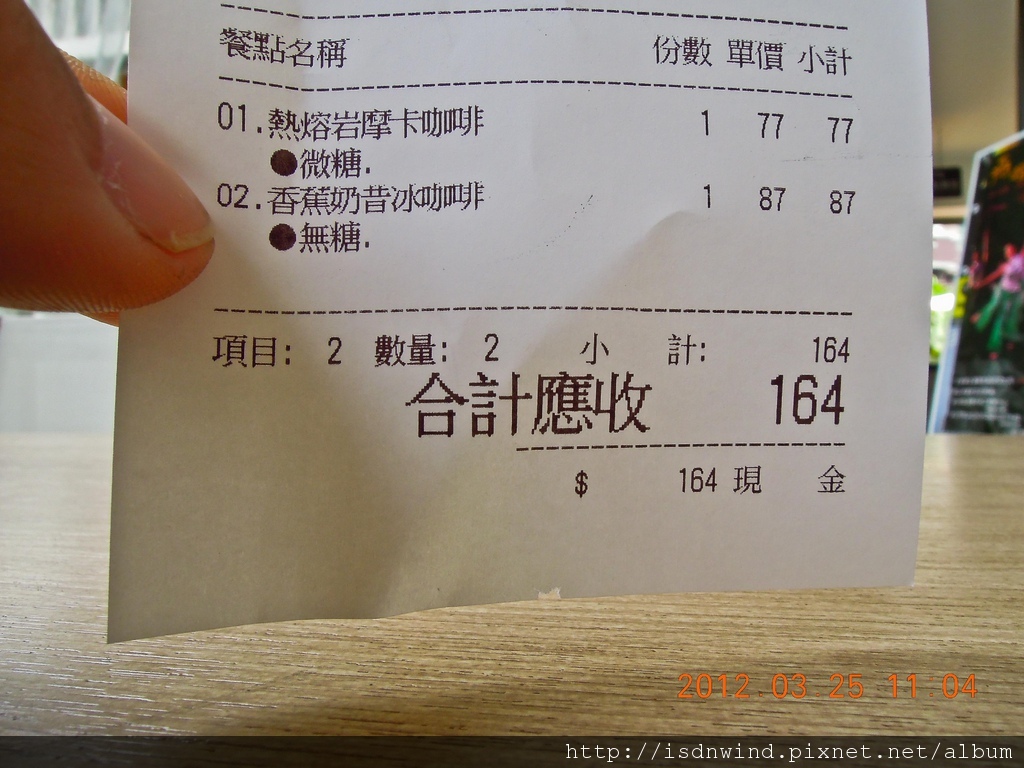 餐點名稱 份數 單價 小計
01.熱熔岩摩卡咖啡 1 77 77
●微糖.
02.香蕉奶昔冰咖啡 1 87 87
●無糖.
項目: 2 數量: 2 小 計: 164
合計應收 164
$ 164 現 金
2012.03.25 11:04
http://isdnwind.pixnet.net/album